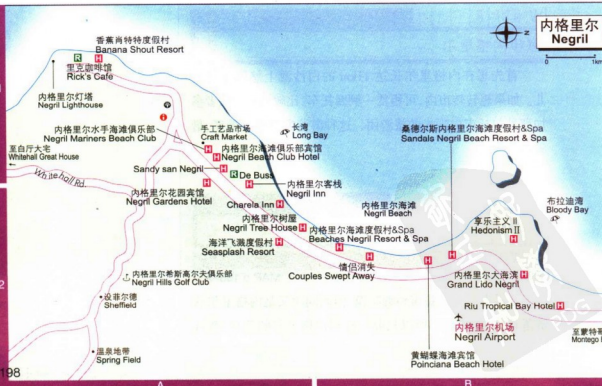 内格里尔
Negril
N
0
1km
香蕉肖特特度假村
Banana Shout Resort
R
H
里克咖啡馆
Rick's Cafe
内格里尔灯塔
Negril Lighthouse
内格里尔水手海滩俱乐部
Negril Mariners Beach Club
手工艺品市场
Craft Market
长湾
Long Bay
桑德尔斯内格里尔海滩度假村&Spa
Sandals Negril Beach Resort & Spa
至白厅大宅
Whitehall Great House
Whitehall Rd.
内格里尔海滩俱乐部宾馆
Negril Beach Club Hotel
Sandy san Negril
R De Buss
内格里尔客栈
Negril Inn
内格里尔花园宾馆
Negril Gardens Hotel
Charela Inn
内格里尔海滩
Negril Beach
布拉迪湾
Bloody Bay
内格里尔树屋
Negril Tree House
内格里尔海滩度假村&Spa
Beaches Negril Resort & Spa
享乐主义 II
Hedonism II
海洋飞溅度假村
Seasplash Resort
情侣消失
Couples Swept Away
内格里尔大海滨
Grand Lido Negril
内格里尔希斯高尔夫俱乐部
Negril Hills Golf Club
Riu Tropical Bay Hotel
设菲尔德
Sheffield
内格里尔机场
Negril Airport
至蒙特哥
Montego
温泉地带
Spring Field
黄蝴蝶海滩宾馆
Poinciana Beach Hotel
2
198
A
B